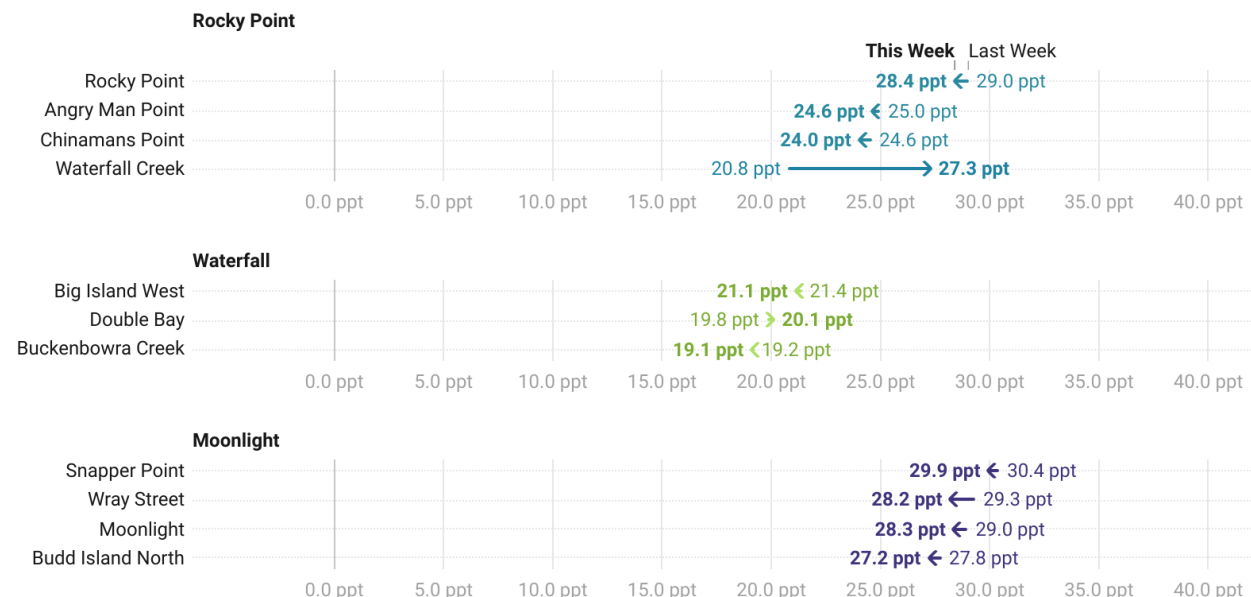 Rocky Point
This Week Last Week
Rocky Point 28.4 ppt 29.0 ppt
Angry Man Point 24.6 ppt 25.0 ppt
Chinamans Point 24.0 ppt 24.6 ppt
Waterfall Creek 20.8 ppt 27.3 ppt
0.0 ppt 5.0 ppt 10.0 ppt 15.0 ppt 20.0 ppt 25.0 ppt 30.0 ppt 35.0 ppt 40.0 ppt
Waterfall
Big Island West 21.1 ppt 21.4 ppt
Double Bay 19.8 ppt 20.1 ppt
Buckenbowra Creek 19.1 ppt 19.2 ppt
0.0 ppt 5.0 ppt 10.0 ppt 15.0 ppt 20.0 ppt 25.0 ppt 30.0 ppt 35.0 ppt 40.0 ppt
Moonlight
Snapper Point 29.9 ppt 30.4 ppt
Wray Street 28.2 ppt 29.3 ppt
Moonlight 28.3 ppt 29.0 ppt
Budd Island North 27.2 ppt 27.8 ppt
0.0 ppt 5.0 ppt 10.0 ppt 15.0 ppt 20.0 ppt 25.0 ppt 30.0 ppt 35.0 ppt 40.0 ppt